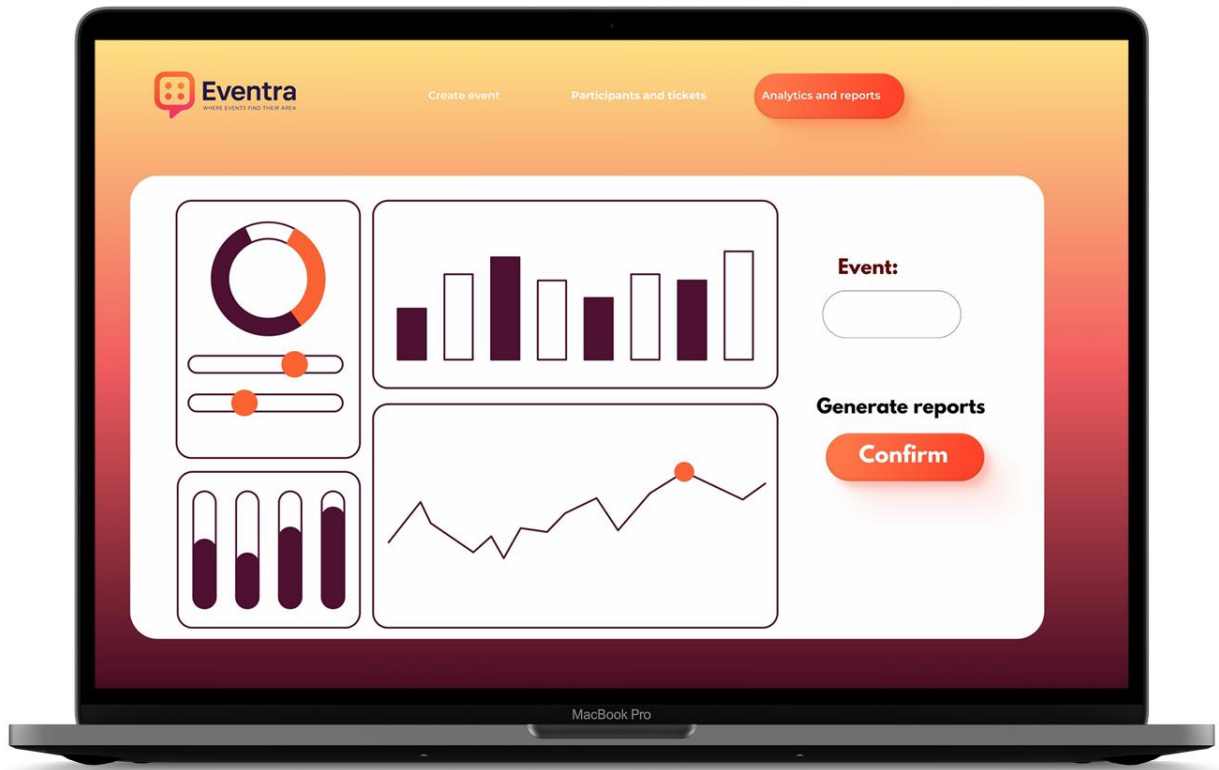 Eventra
WHERE EVENTS FIND THEIR AREA
Create event
Participants and tickets
Analytics and reports
Event:
Generate reports
Confirm
MacBook Pro